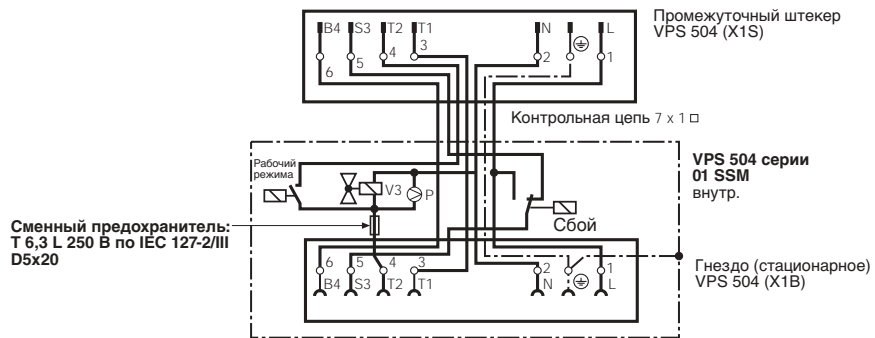 B4 S3 T2 T1 N L
6 5 4 3 2 1
Промежуточный штекер
VPS 504 (X1S)
Контрольная цепь 7 x 1
Рабочий
режима
V3 P
Сбой
VPS 504 серии
01 SSM
внутр.
Сменный предохранитель:
T 6,3 L 250 В по IEC 127-2/III
D5x20
6 5 4 3 2 1
B4 S3 T2 T1 N L
Гнездо (стационарное)
VPS 504 (X1B)